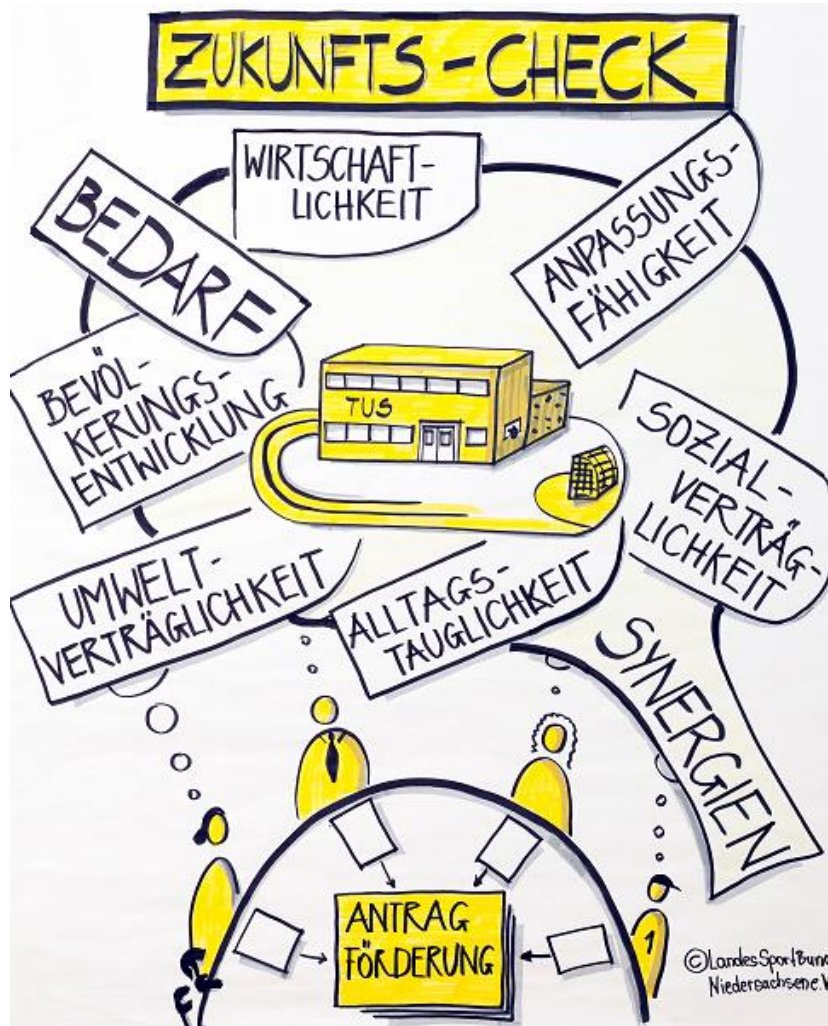 ZUKUNFTS-CHECK
WIRTSCHAFT-
LICHKEIT
BEDARF
ANPASSUNGS-
FÄHIGKEIT
BEVÖL-
KERUNGS-
ENTWICKLUNG
TUS
SOZIAL-
VERTRÄG-
LICHKEIT
UMWELT-
VERTRÄGLICHKEIT
ALLTAGS-
TAUGLICHKEIT
SYNERGIEN
ANTRAG
FÖRDERUNG
1
©LandesSportBund
Niedersachsen e.V